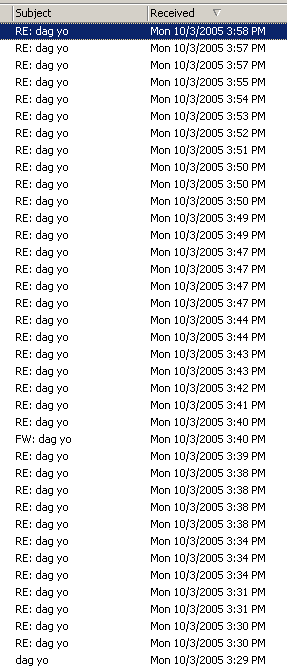 Subject Received
RE: dag yo Mon 10/3/2005 3:58 PM
RE: dag yo Mon 10/3/2005 3:57 PM
RE: dag yo Mon 10/3/2005 3:57 PM
RE: dag yo Mon 10/3/2005 3:55 PM
RE: dag yo Mon 10/3/2005 3:54 PM
RE: dag yo Mon 10/3/2005 3:53 PM
RE: dag yo Mon 10/3/2005 3:52 PM
RE: dag yo Mon 10/3/2005 3:51 PM
RE: dag yo Mon 10/3/2005 3:50 PM
RE: dag yo Mon 10/3/2005 3:50 PM
RE: dag yo Mon 10/3/2005 3:50 PM
RE: dag yo Mon 10/3/2005 3:49 PM
RE: dag yo Mon 10/3/2005 3:49 PM
RE: dag yo Mon 10/3/2005 3:47 PM
RE: dag yo Mon 10/3/2005 3:47 PM
RE: dag yo Mon 10/3/2005 3:47 PM
RE: dag yo Mon 10/3/2005 3:47 PM
RE: dag yo Mon 10/3/2005 3:44 PM
RE: dag yo Mon 10/3/2005 3:44 PM
RE: dag yo Mon 10/3/2005 3:43 PM
RE: dag yo Mon 10/3/2005 3:43 PM
RE: dag yo Mon 10/3/2005 3:42 PM
RE: dag yo Mon 10/3/2005 3:41 PM
RE: dag yo Mon 10/3/2005 3:40 PM
FW: dag yo Mon 10/3/2005 3:40 PM
RE: dag yo Mon 10/3/2005 3:39 PM
RE: dag yo Mon 10/3/2005 3:38 PM
RE: dag yo Mon 10/3/2005 3:38 PM
RE: dag yo Mon 10/3/2005 3:38 PM
RE: dag yo Mon 10/3/2005 3:38 PM
RE: dag yo Mon 10/3/2005 3:34 PM
RE: dag yo Mon 10/3/2005 3:34 PM
RE: dag yo Mon 10/3/2005 3:34 PM
RE: dag yo Mon 10/3/2005 3:31 PM
RE: dag yo Mon 10/3/2005 3:31 PM
RE: dag yo Mon 10/3/2005 3:30 PM
RE: dag yo Mon 10/3/2005 3:30 PM
dag yo Mon 10/3/2005 3:29 PM